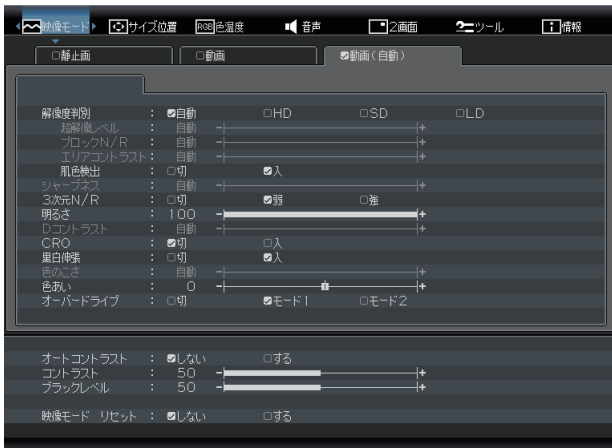 映像モード サイズ位置 RGB色温度 音声 2画面 ツール 情報
静止画 動画 動画(自動)
解像度判別 : 自動 HD SD LD
超解像レベル : 自動 - +
ブロックN/R : 自動 - +
エリアコントラスト : 自動 - +
肌色検出 : 切 入
シャープネス : 自動 - +
3次元N/R : 切 弱 強
明るさ : 100 - +
Dコントラスト : 自動 - +
CRO : 切 入
黒白伸張 : 切 入
色のこさ : 自動 - +
色あい : 0 - +
オーバードライブ : 切 モード1 モード2
オートコントラスト : しない する
コントラスト : 50 - +
ブラックレベル : 50 - +
映像モード リセット : しない する